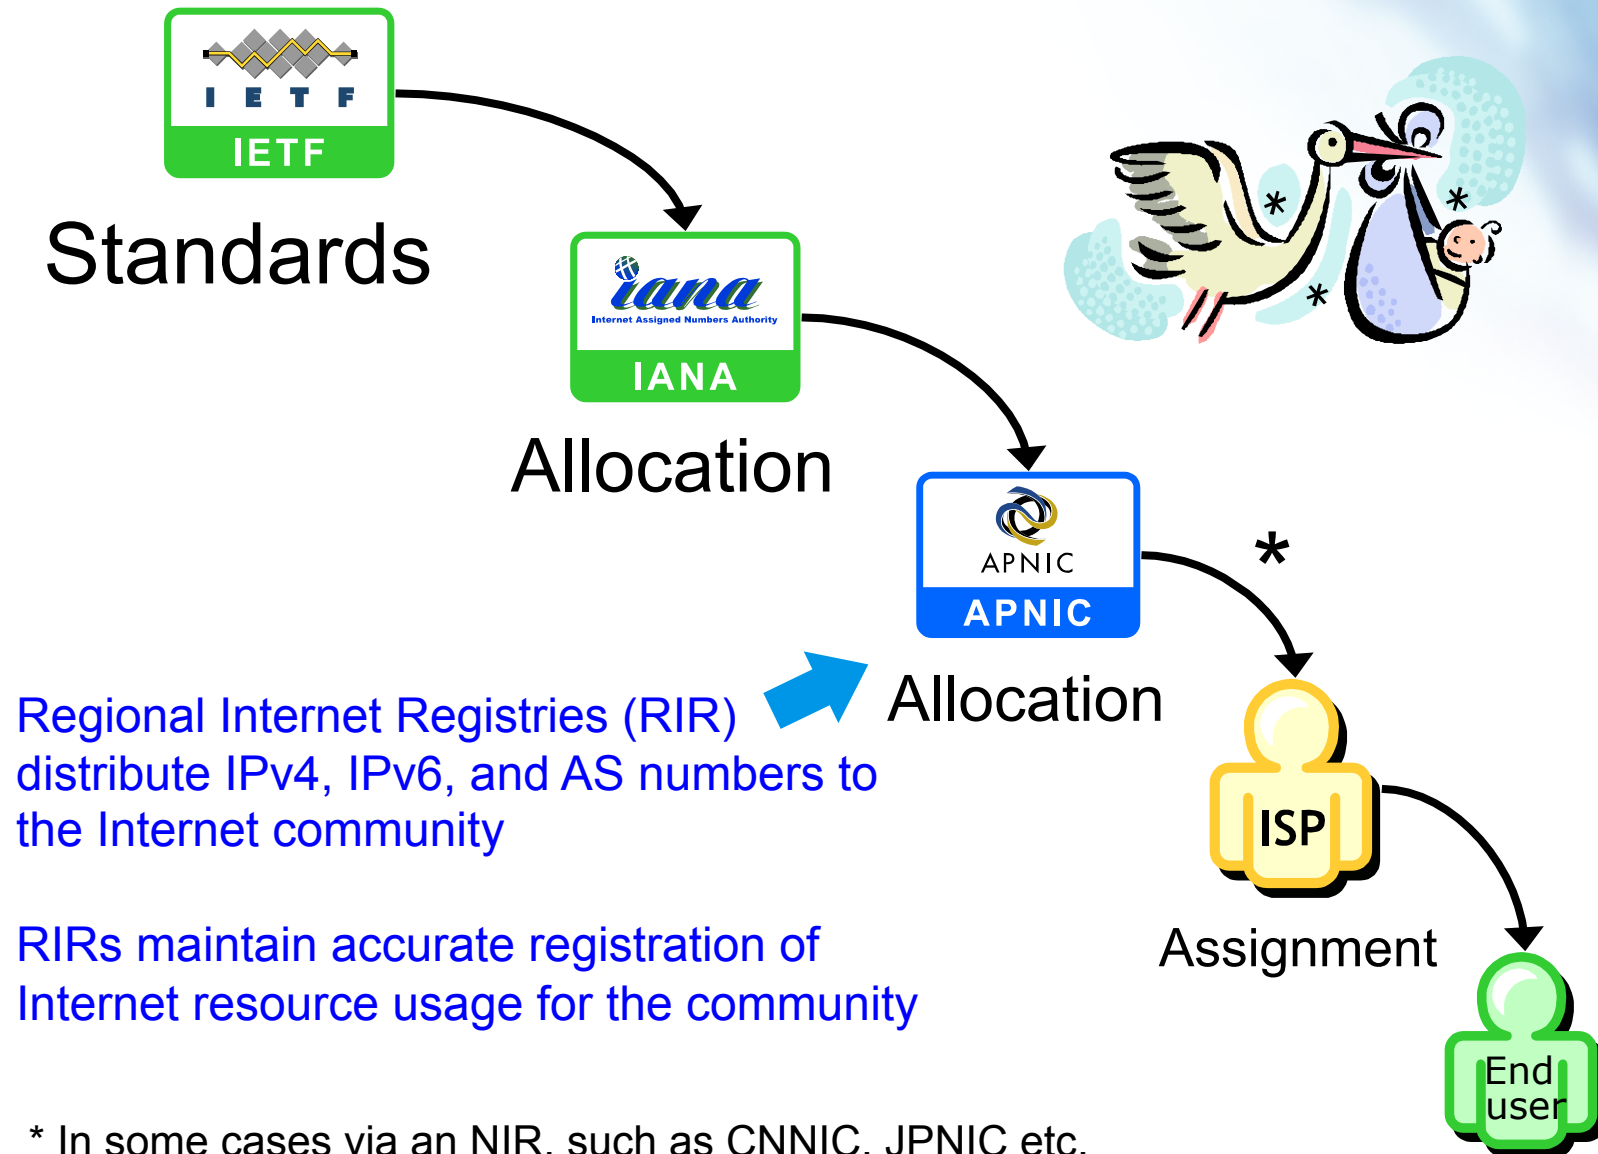 I E T F
IETF
Standards
iana
Internet Assigned Numbers Authority
IANA
Allocation
APNIC
APNIC
*
Allocation
Regional Internet Registries (RIR)
distribute IPv4, IPv6, and AS numbers to
the Internet community
ISP
Assignment
RIRs maintain accurate registration of
Internet resource usage for the community
End
user
* In some cases via an NIR, such as CNNIC, JPNIC etc.